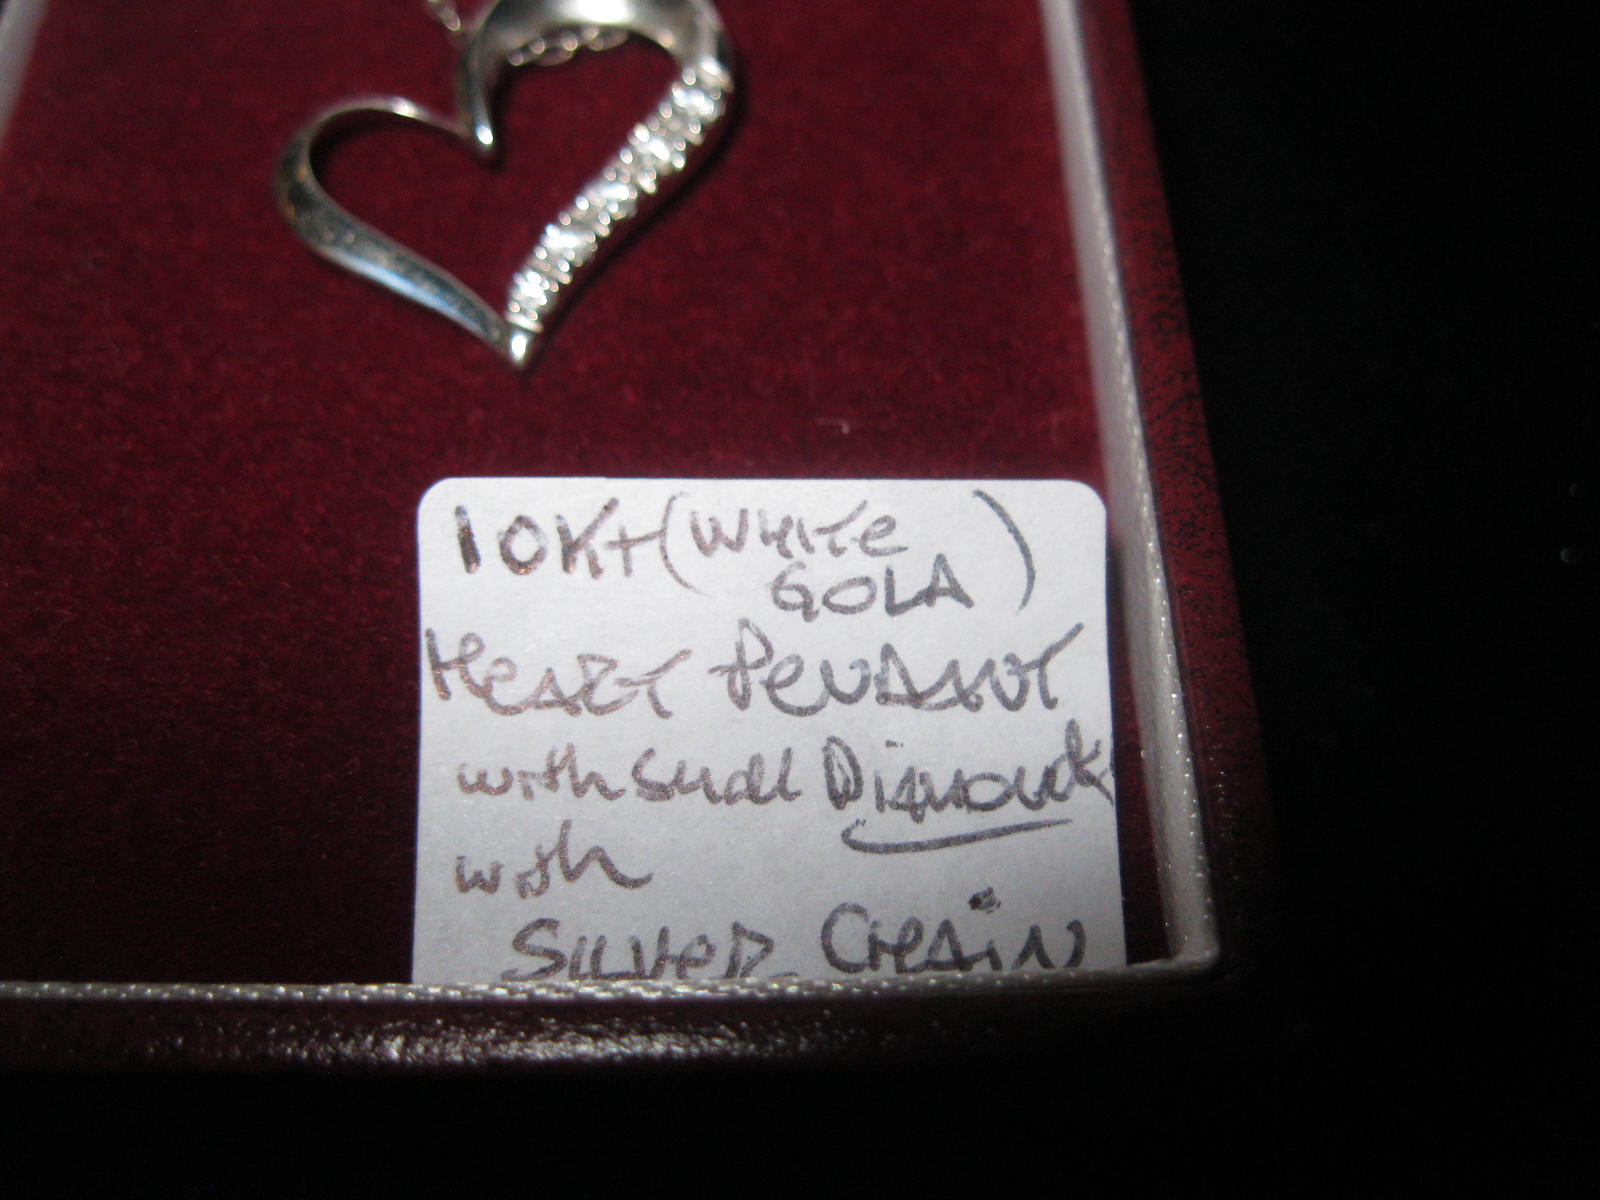 10Kt (WHITE
GOLD)
HEART PENDANT
with small Diamonds
with
SILVER CHAIN